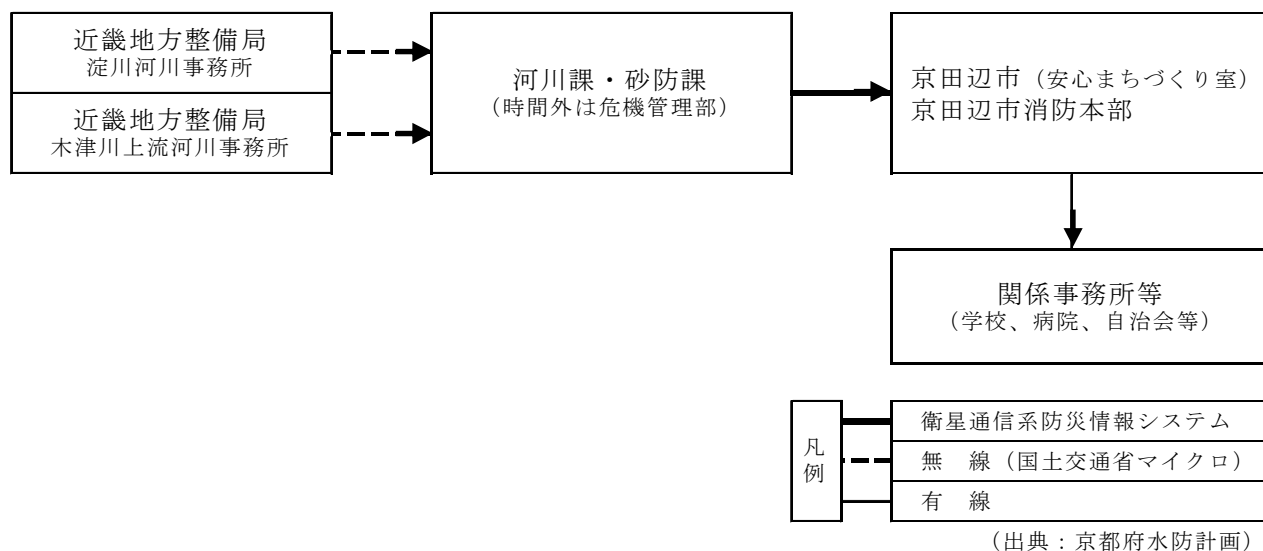 近畿地方整備局
淀川河川事務所
近畿地方整備局
木津川上流河川事務所
河川課・砂防課
（時間外は危機管理部）
京田辺市（安心まちづくり室）
京田辺市消防本部
関係事務所等
（学校、病院、自治会等）
凡例
衛星通信系防災情報システム
無　線（国土交通省マイクロ）
有　線
（出典：京都府水防計画）